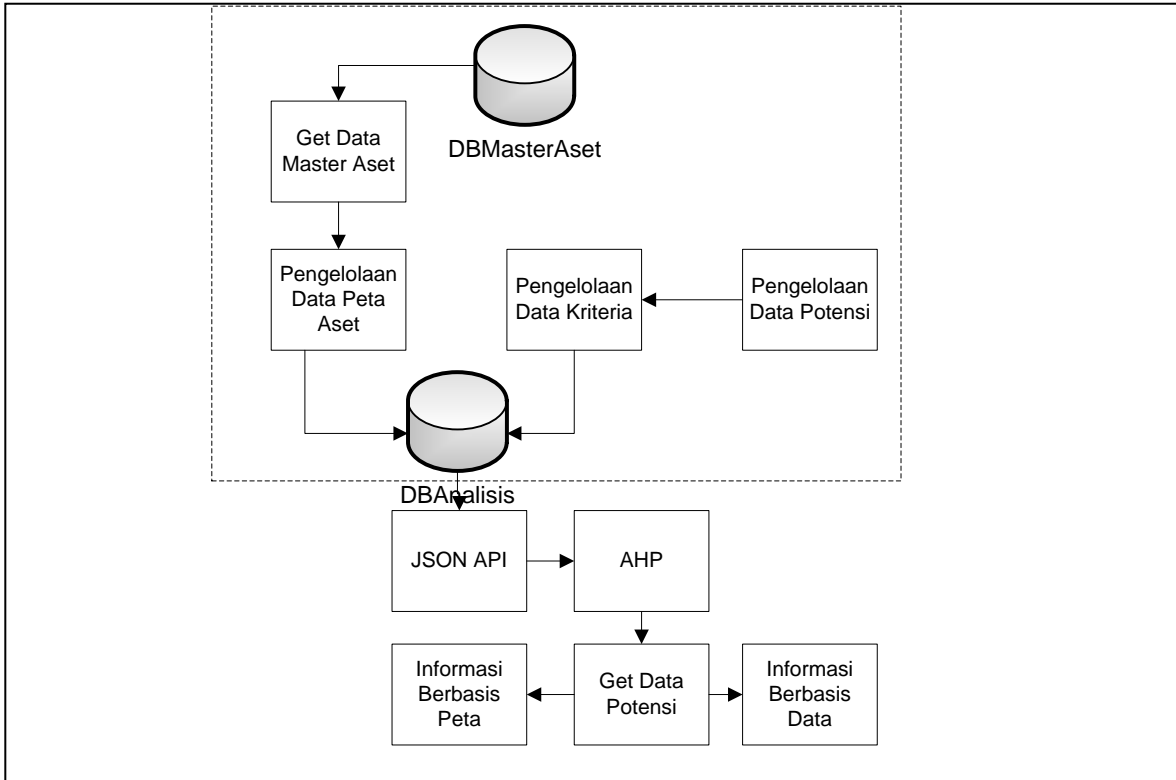 DBMasterAset
Get Data
Master Aset
Pengelolaan
Data Peta
Aset
Pengelolaan
Data Kriteria
Pengelolaan
Data Potensi
DBAnalisis
JSON API
AHP
Informasi
Berbasis
Peta
Get Data
Potensi
Informasi
Berbasis
Data